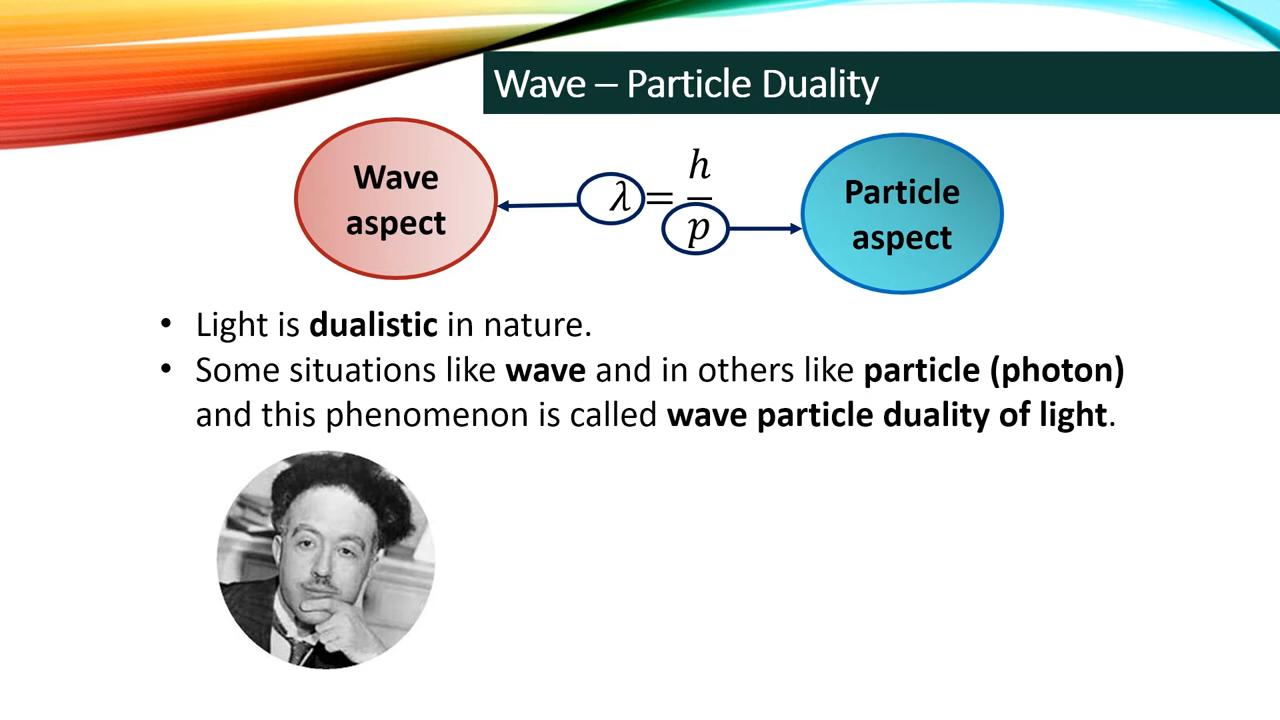 Wave – Particle Duality
Wave
aspect
λ = h/p
Particle
aspect
• Light is dualistic in nature.
• Some situations like wave and in others like particle (photon)
and this phenomenon is called wave particle duality of light.